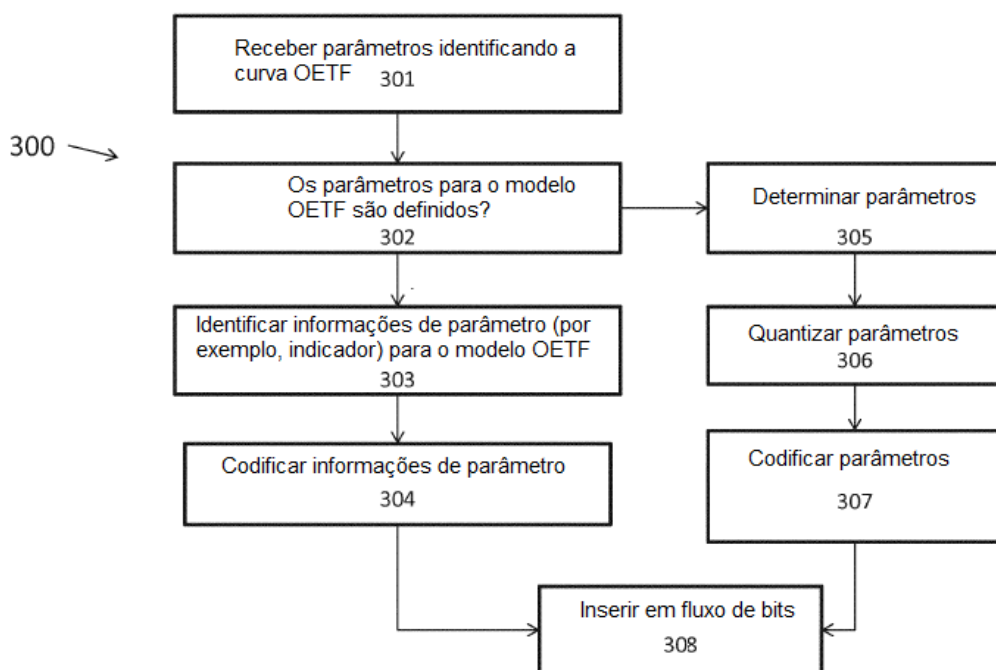 Receber parâmetros identificando a
curva OETF
301
300
Os parâmetros para o modelo
OETF são definidos?
302
Determinar parâmetros
305
Identificar informações de parâmetro (por
exemplo, indicador) para o modelo OETF
303
Quantizar parâmetros
306
Codificar informações de parâmetro
304
Codificar parâmetros
307
Inserir em fluxo de bits
308